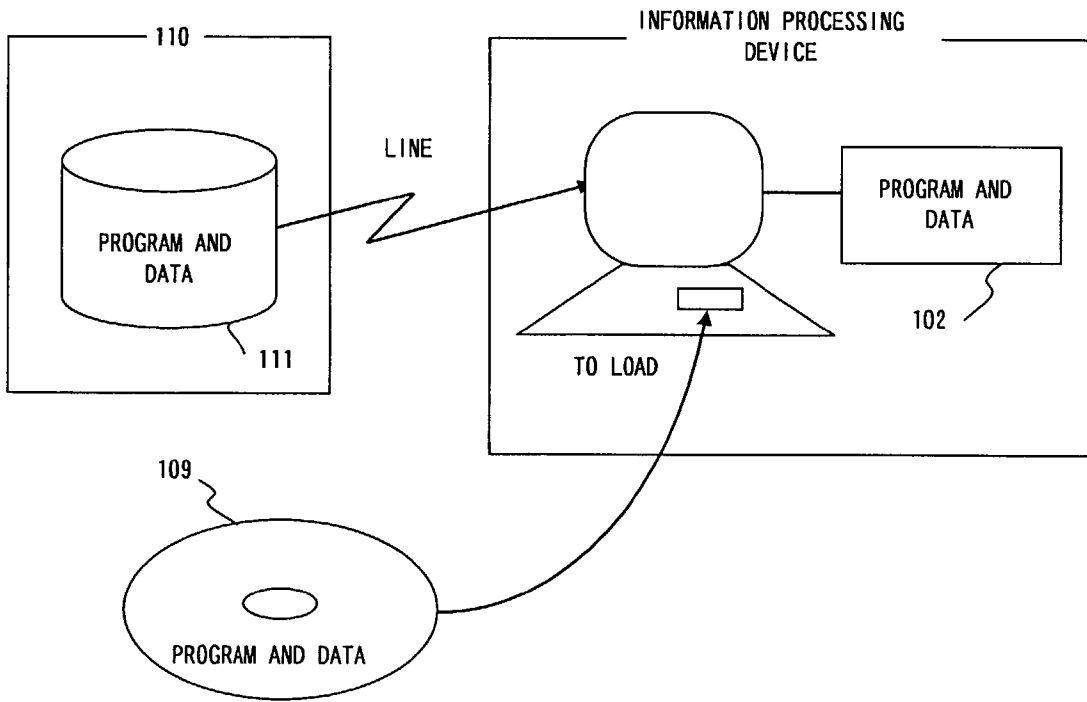 110
INFORMATION PROCESSING
DEVICE
LINE
PROGRAM AND
DATA
PROGRAM AND
DATA
111
102
TO LOAD
109
PROGRAM AND DATA